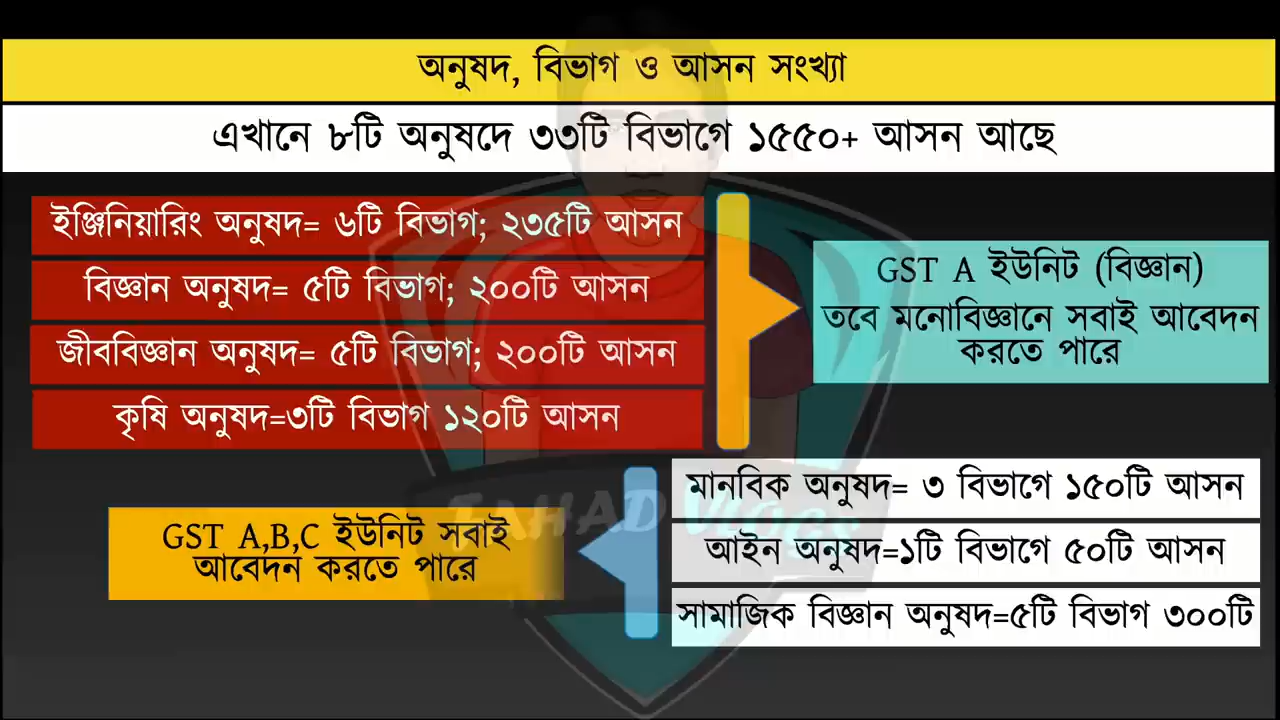 অনুষদ, বিভাগ ও আসন সংখ্যা
এখানে ৮টি অনুষদে ৩৩টি বিভাগে ১৫৫০+ আসন আছে
ইঞ্জিনিয়ারিং অনুষদ= ৬টি বিভাগ; ২৩৫টি আসন
বিজ্ঞান অনুষদ= ৫টি বিভাগ; ২০০টি আসন
জীববিজ্ঞান অনুষদ= ৫টি বিভাগ; ২০০টি আসন
কৃষি অনুষদ=৩টি বিভাগ ১২০টি আসন
GST A ইউনিট (বিজ্ঞান)
তবে মনোবিজ্ঞানে সবাই আবেদন
করতে পারে
মানবিক অনুষদ= ৩ বিভাগে ১৫০টি আসন
আইন অনুষদ=১টি বিভাগে ৫০টি আসন
সামাজিক বিজ্ঞান অনুষদ=৫টি বিভাগ ৩০০টি
GST A,B,C ইউনিট সবাই
আবেদন করতে পারে
FAHAD VLOGS